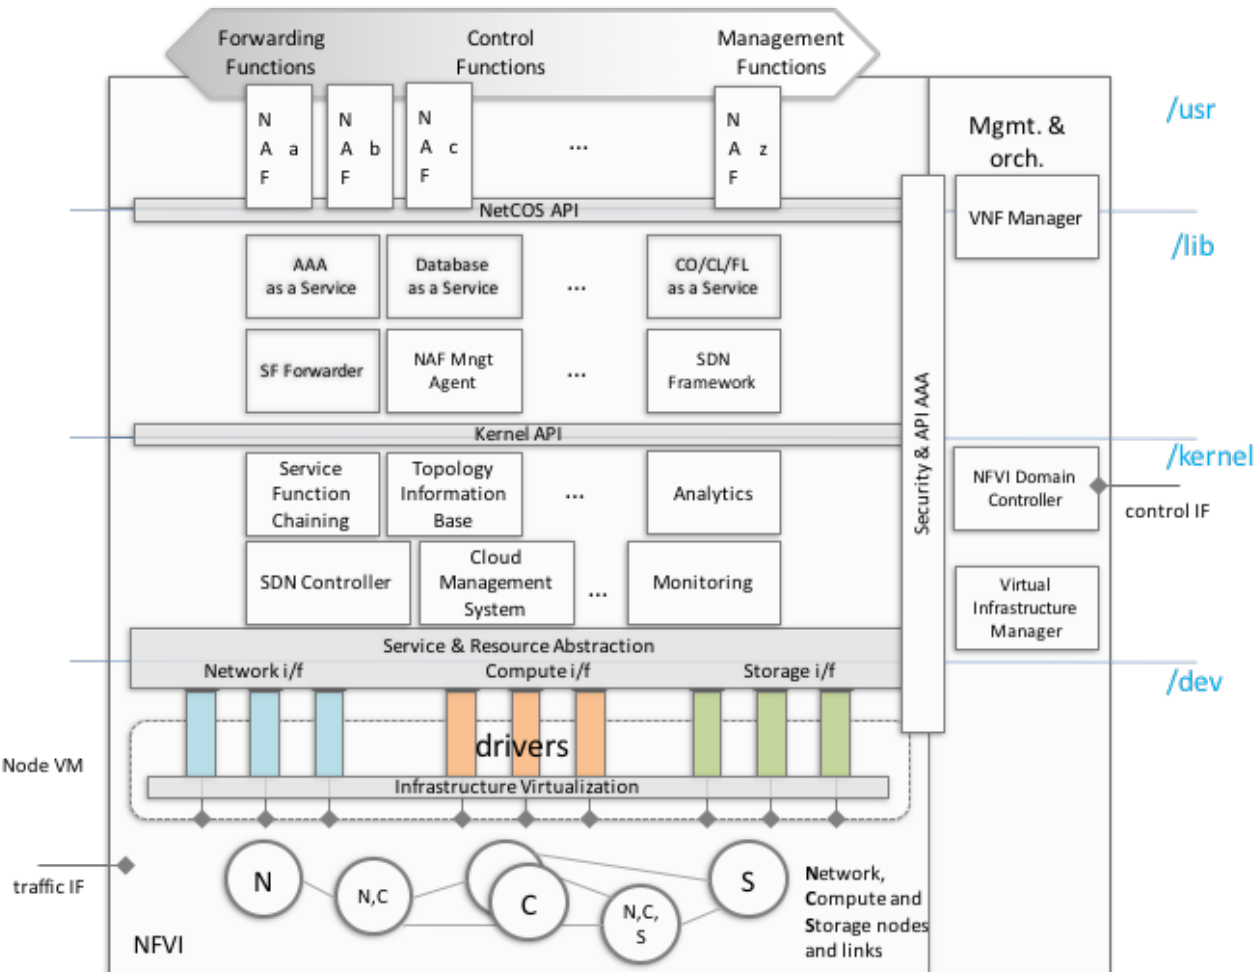 Forwarding
Functions
Control
Functions
Management
Functions
N
A a
F
N
A b
F
N
A c
F
...
N
A z
F
Mgmt. &
orch.
/usr
NetCOS API
VNF Manager
/lib
AAA
as a Service
Database
as a Service
...
CO/CL/FL
as a Service
SF Forwarder
NAF Mngt
Agent
...
SDN
Framework
Security & API AAA
Kernel API
/kernel
Service
Function
Chaining
Topology
Information
Base
...
Analytics
NFVI Domain
Controller
control IF
SDN Controller
Cloud
Management
System
...
Monitoring
Virtual
Infrastructure
Manager
Service & Resource Abstraction
Network i/f
Compute i/f
Storage i/f
/dev
drivers
Node VM
Infrastructure Virtualization
traffic IF
N
N,C
C
N,C,
S
S
Network,
Compute and
Storage nodes
and links
NFVI